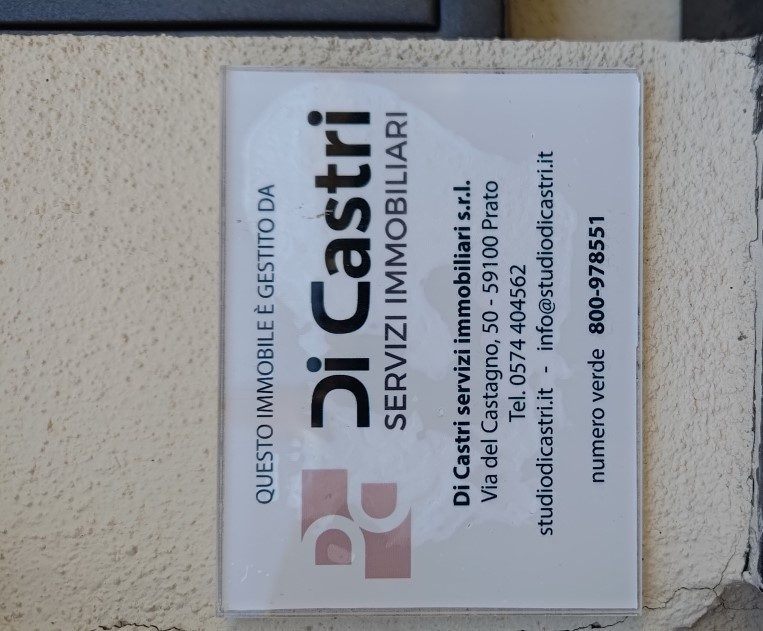 QUESTO IMMOBILE È GESTITO DA
Di Castri
SERVIZI IMMOBILIARI
Di Castri servizi immobiliari s.r.l.
Via del Castagno, 50 - 59100 Prato
Tel. 0574 404562
studiodicastri.it - info@studiodicastri.it
numero verde 800-978551